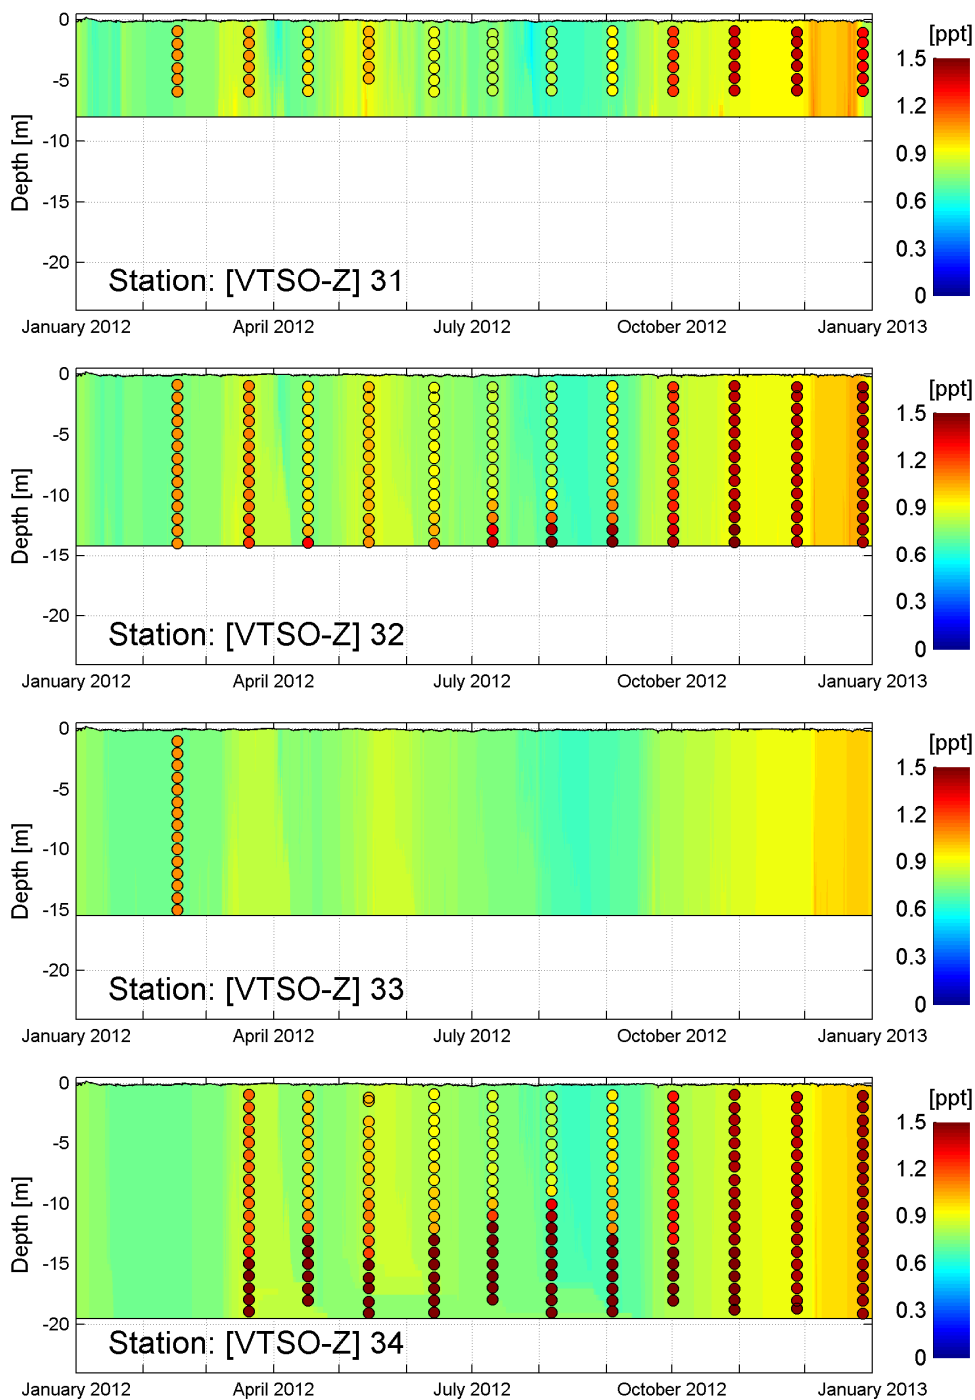 [ppt]
0
-5
-10
-15
-20
Depth [m]
1.5
1.2
0.9
0.6
0.3
0
Station: [VTSO-Z] 31
January 2012 April 2012 July 2012 October 2012 January 2013
[ppt]
0
-5
-10
-15
-20
Depth [m]
1.5
1.2
0.9
0.6
0.3
0
Station: [VTSO-Z] 32
January 2012 April 2012 July 2012 October 2012 January 2013
[ppt]
0
-5
-10
-15
-20
Depth [m]
1.5
1.2
0.9
0.6
0.3
0
Station: [VTSO-Z] 33
January 2012 April 2012 July 2012 October 2012 January 2013
[ppt]
0
-5
-10
-15
-20
Depth [m]
1.5
1.2
0.9
0.6
0.3
0
Station: [VTSO-Z] 34
January 2012 April 2012 July 2012 October 2012 January 2013